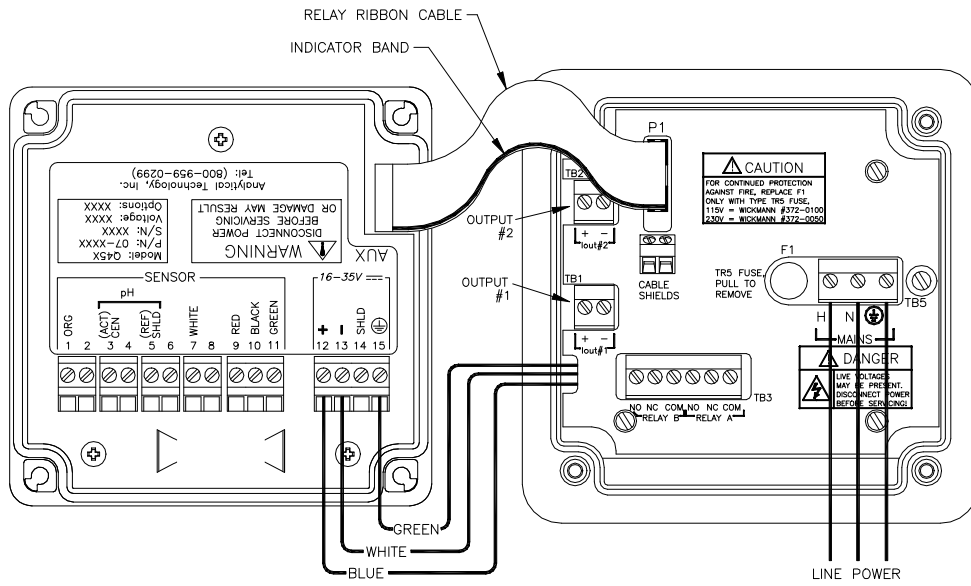 RELAY RIBBON CABLE
INDICATOR BAND
Tel: (800-959-0299)
Analytical Technology, Inc.
Options: XXXX
Voltage: XXXX
S/N: XXXX
P/N: 07-XXXX
Model: Q45X
OR DAMAGE MAY RESULT
BEFORE SERVICING
DISCONNECT POWER
WARNING
AUX
SENSOR
pH
16-35V
ORG
(ACT)
CEN
(REF)
SHLD
WHITE
RED
BLACK
GREEN
+
-
SHLD
1 2 3 4 5 6 7 8 9 10 11 12 13 14 15
P1
CAUTION
FOR CONTINUED PROTECTION
AGAINST FIRE, REPLACE F1
ONLY WITH TYPE TR5 FUSE,
115V = WICKMANN #372-0100
230V = WICKMANN #372-0050
TB2
OUTPUT
#2
+ -
Iout#2
TB1
OUTPUT
#1
+ -
Iout#1
CABLE
SHIELDS
F1
TR5 FUSE,
PULL TO
REMOVE
TB5
H N
MAINS
DANGER
LIVE VOLTAGES
MAY BE PRESENT.
DISCONNECT POWER
BEFORE SERVICING!
TB3
NO NC COM NO NC COM
RELAY B RELAY A
GREEN
WHITE
BLUE
LINE POWER